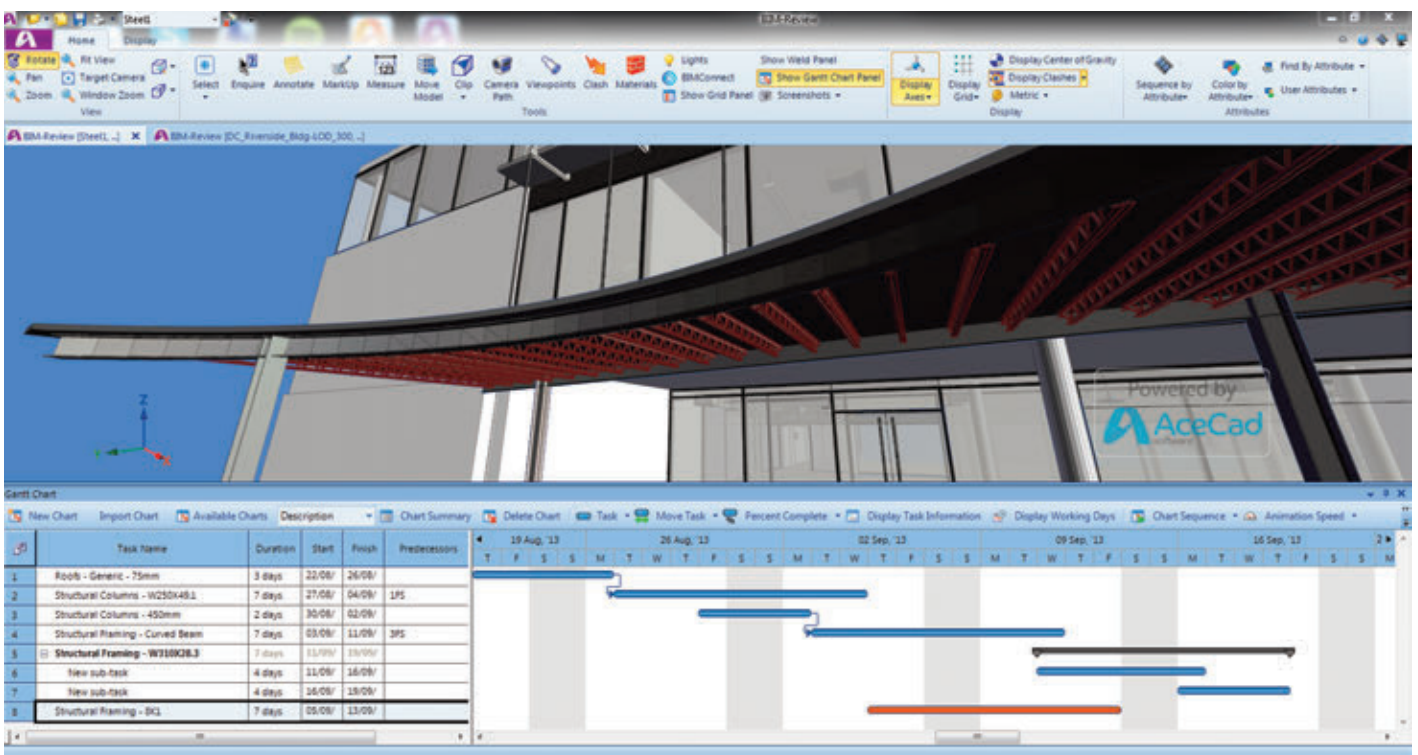 Steel1
BIM-Review
Home Display
Rotate Fit View
Pan Target Camera
Zoom Window Zoom
View
Select Enquire Annotate MarkUp Measure Move Model Clip Camera Path Viewpoints Clash Materials
Lights Show Weld Panel
BIMConnect Show Gantt Chart Panel
Show Grid Panel Screenshots
Tools
Display Axes Display Grid
Display Center of Gravity
Display Clashes
Metric
Display
Sequence by Attribute Color by Attribute
Find By Attribute
User Attributes
Attributes
BIM-Review [Steel1, ..] X BIM-Review [DC_Riverside_Bldg-LOD_300, ..]
Z
Powered by
AceCad
software
Gantt Chart
New Chart Import Chart Available Charts Description Chart Summary Delete Chart Task Move Task Percent Complete Display Task Information Display Working Days Chart Sequence Animation Speed
Task Name Duration Start Finish Predecessors 19 Aug, '13 26 Aug, '13 02 Sep, '13 09 Sep, '13 16 Sep, '13 2
T F S S M T W T F S S M T W T F S S M T W T F S S M T W T F S S M
1 Roofs - Generic - 75mm 3 days 22/08/ 26/08/
2 Structural Columns - W250X49.1 7 days 27/08/ 04/09/ 1FS
3 Structural Columns - 450mm 2 days 30/08/ 02/09/
4 Structural Framing - Curved Beam 7 days 03/09/ 11/09/ 3FS
5 Structural Framing - W310X28.3 7 days 11/09/ 19/09/
6 New sub-task 4 days 11/09/ 16/09/
7 New sub-task 4 days 16/09/ 19/09/
8 Structural Framing - 8K1 7 days 05/09/ 13/09/